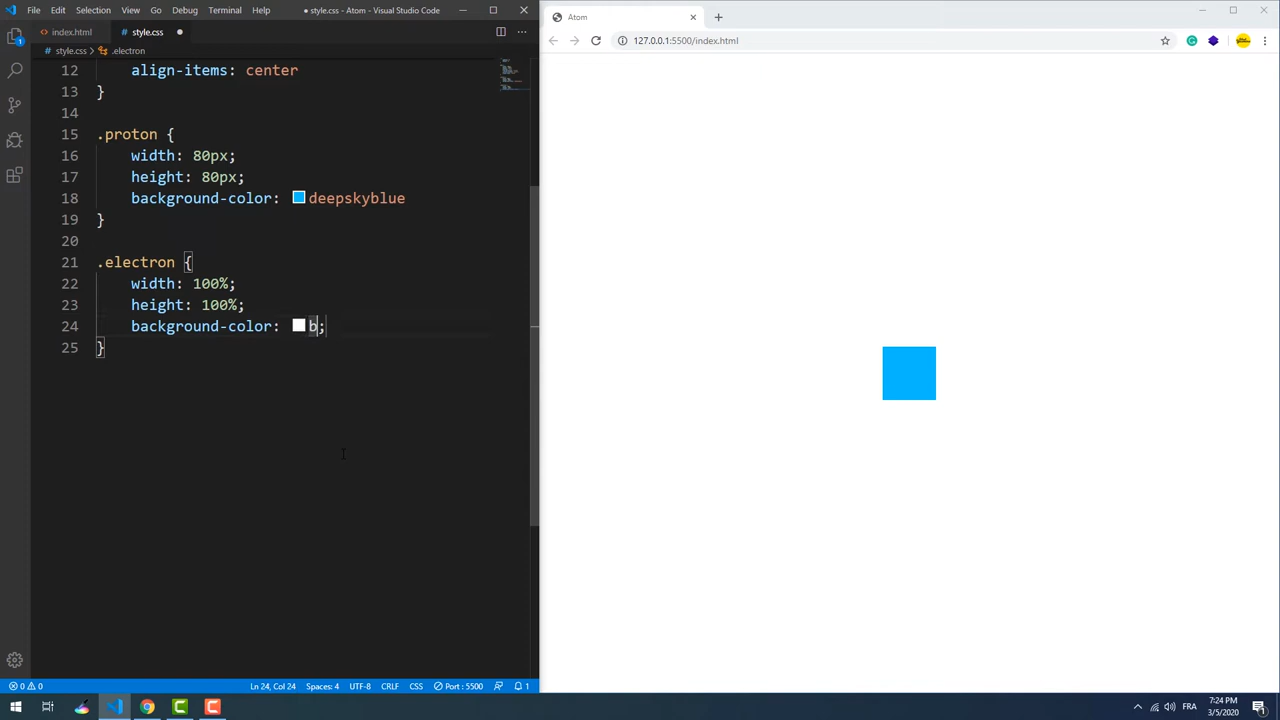 File Edit Selection View Go Debug Terminal Help
● style.css - Atom - Visual Studio Code
Atom
index.html
style.css
127.0.0.1:5500/index.html
style.css > .electron
12 align-items: center
13 }
14
15 .proton {
16 width: 80px;
17 height: 80px;
18 background-color: deepskyblue
19 }
20
21 .electron {
22 width: 100%;
23 height: 100%;
24 background-color: b;
25 }
0 0 Ln 24, Col 24 Spaces: 4 UTF-8 CRLF CSS Port : 5500 1
FRA
7:24 PM
3/5/2020